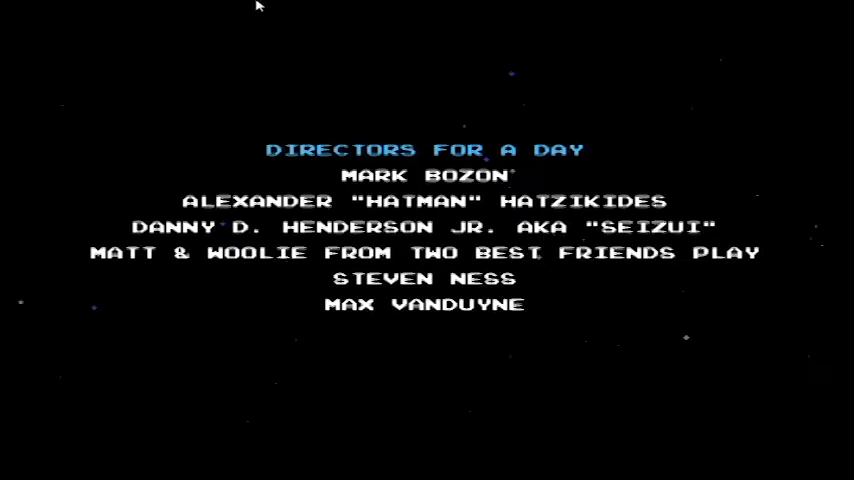 DIRECTORS FOR A DAY
MARK BOZON
ALEXANDER "HATMAN" HATZIKIDES
DANNY D. HENDERSON JR. AKA "SEIZUI"
MATT & WOOLIE FROM TWO BEST FRIENDS PLAY
STEVEN NESS
MAX VANDUYNE